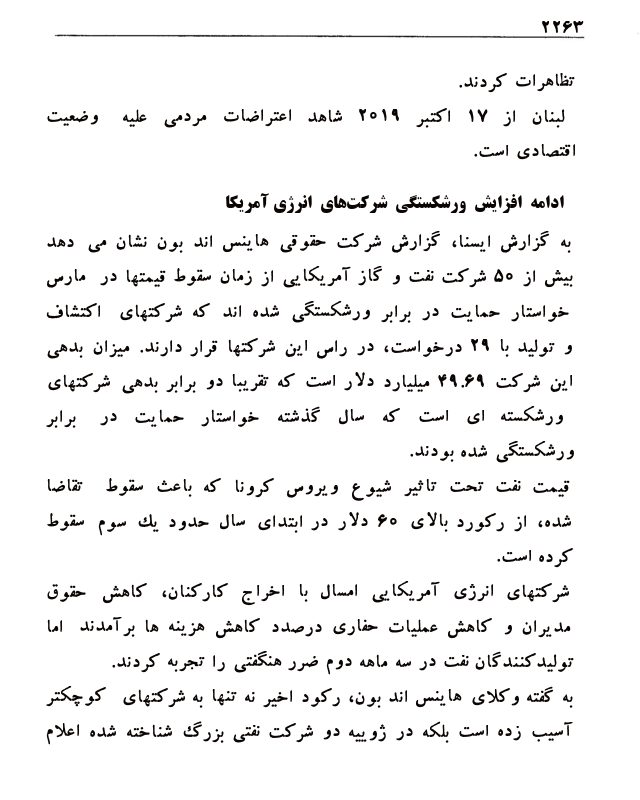 ۲۲۶۳
تظاهرات کردند.
لبنان از ۱۷ اکتبر ۲۰۱۹ شاهد اعتراضات مردمی علیه وضعیت
اقتصادی است.
ادامه افزایش ورشکستگی شرکت‌های انرژی آمریکا
به گزارش ایسنا، گزارش شرکت حقوقی هاینس اند بون نشان می دهد
بیش از ۵۰ شرکت نفت و گاز آمریکایی از زمان سقوط قیمتها در مارس
خواستار حمایت در برابر ورشکستگی شده اند که شرکتهای اکتشاف
و تولید با ۲۹ درخواست، در راس این شرکتها قرار دارند. میزان بدهی
این شرکت ۴۹.۶۹ میلیارد دلار است که تقریبا دو برابر بدهی شرکتهای
ورشکسته ای است که سال گذشته خواستار حمایت در برابر
ورشکستگی شده بودند.
قیمت نفت تحت تاثیر شیوع ویروس کرونا که باعث سقوط تقاضا
شده، از رکورد بالای ۶۰ دلار در ابتدای سال حدود یك سوم سقوط
کرده است.
شرکتهای انرژی آمریکایی امسال با اخراج کارکنان، کاهش حقوق
مدیران و کاهش عملیات حفاری درصدد کاهش هزینه ها برآمدند اما
تولیدکنندگان نفت در سه ماهه دوم ضرر هنگفتی را تجربه کردند.
به گفته وکلای هاینس اند بون، رکود اخیر نه تنها به شرکتهای کوچکتر
آسیب زده است بلکه در ژوییه دو شرکت نفتی بزرگ شناخته شده اعلام